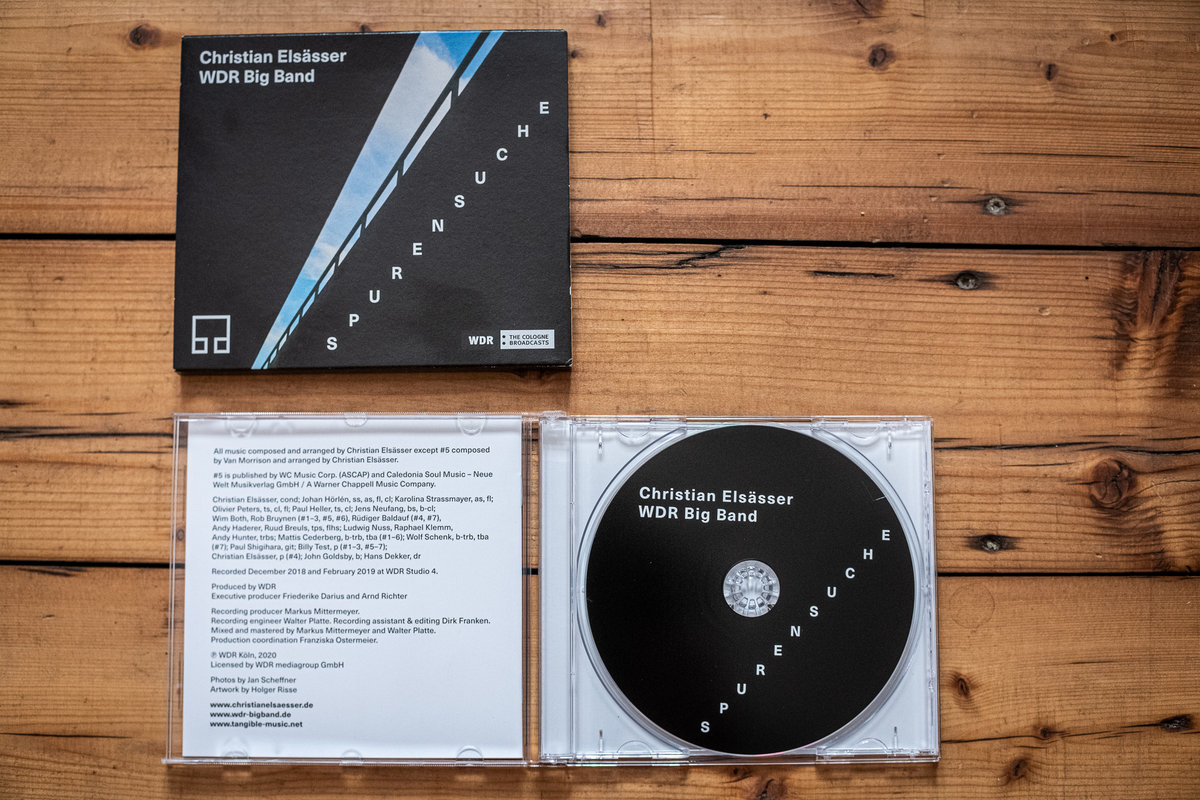 Christian Elsässer
WDR Big Band
SPURENSUCHE
WDR THE COLOGNE
BROADCASTS
All music composed and arranged by Christian Elsässer except #5 composed
by Van Morrison and arranged by Christian Elsässer.
#5 is published by WC Music Corp. (ASCAP) and Caledonia Soul Music – Neue
Welt Musikverlag GmbH / A Warner Chappell Music Company.
Christian Elsässer, cond; Johan Hörlén, ss, as, fl, cl; Karolina Strassmayer, as, fl;
Olivier Peters, ts, cl, fl; Paul Heller, ts, cl; Jens Neufang, bs, b-cl;
Wim Both, Rob Bruynen (#1–3, #5, #6), Rüdiger Baldauf (#4, #7),
Andy Haderer, Ruud Breuls, tps, flhs; Ludwig Nuss, Raphael Klemm,
Andy Hunter, trbs; Mattis Cederberg, b-trb, tba (#1–6); Wolf Schenk, b-trb, tba
(#7); Paul Shigihara, git; Billy Test, p (#1–3, #5–7);
Christian Elsässer, p (#4); John Goldsby, b; Hans Dekker, dr
Recorded December 2018 and February 2019 at WDR Studio 4.
Produced by WDR
Executive producer Friederike Darius and Arnd Richter
Recording producer Markus Mittermeyer.
Recording engineer Walter Platte. Recording assistant & editing Dirk Franken.
Mixed and mastered by Markus Mittermeyer and Walter Platte.
Production coordination Franziska Ostermeier.
℗ WDR Köln, 2020
Licensed by WDR mediagroup GmbH
Photos by Jan Scheffner
Artwork by Holger Risse
www.christianelsaesser.de
www.wdr-bigband.de
www.tangible-music.net
Christian Elsässer
WDR Big Band
SPURENSUCHE